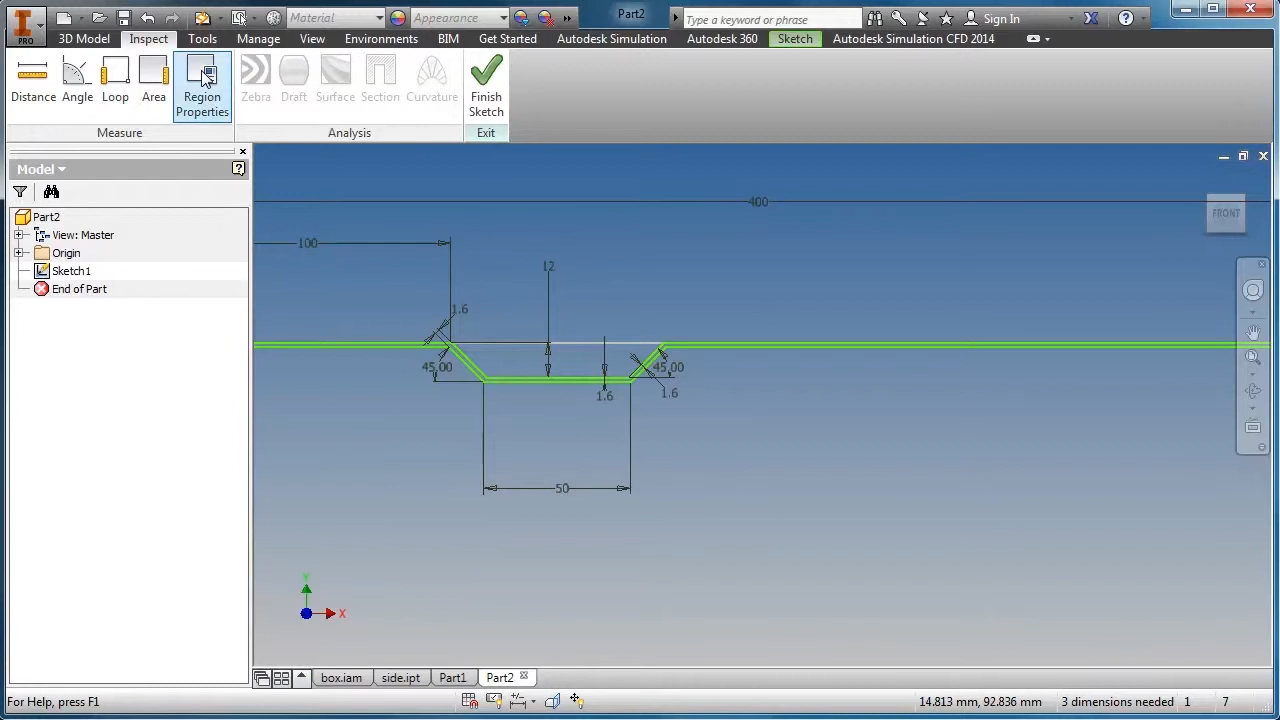 Material
Appearance
Part2
Type a keyword or phrase
Sign In
PRO
3D Model
Inspect
Tools
Manage
View
Environments
BIM
Get Started
Autodesk Simulation
Autodesk 360
Sketch
Autodesk Simulation CFD 2014
Distance
Angle
Loop
Area
Region
Properties
Zebra
Draft
Surface
Section
Curvature
Finish
Sketch
Measure
Analysis
Exit
Model
Part2
View: Master
Origin
Sketch1
End of Part
400
FRONT
100
12
1.6
45.00
45.00
1.6
1.6
50
Y
X
box.iam
side.ipt
Part1
Part2
For Help, press F1
14.813 mm, 92.836 mm
3 dimensions needed
1
7